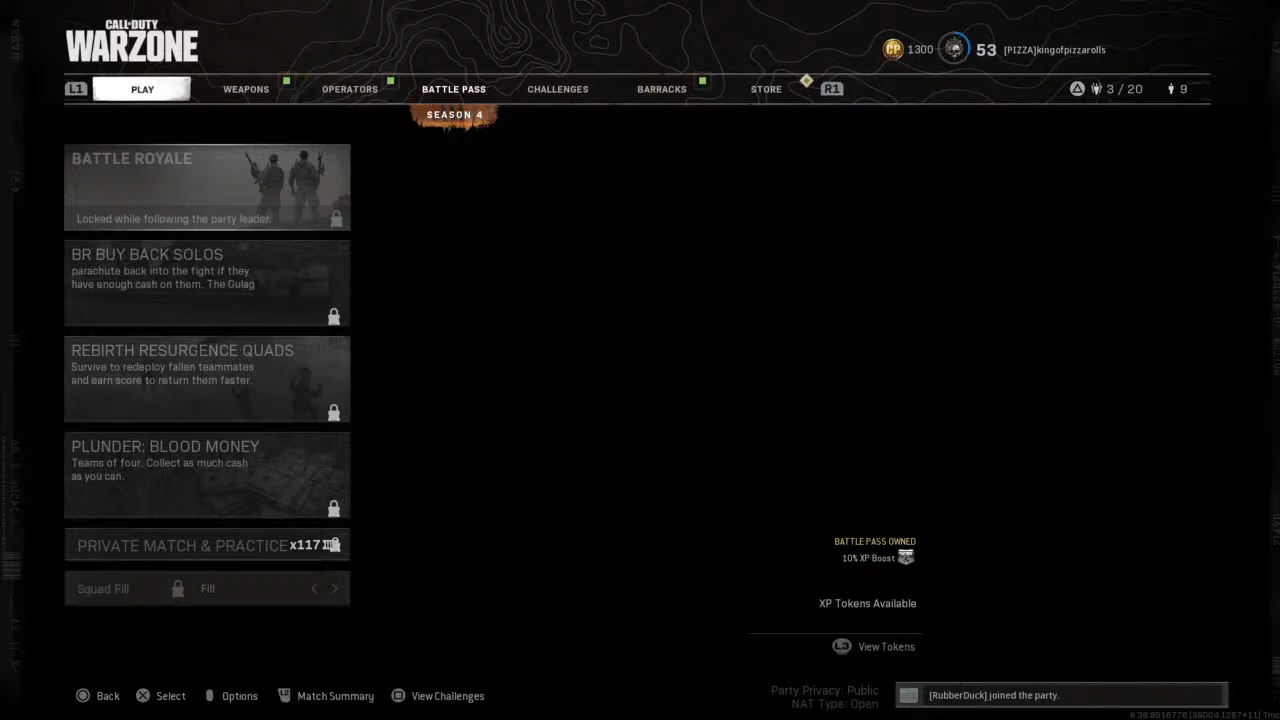 CALL OF DUTY
WARZONE
CP 1300 53 [PIZZA]kingofpizzarolls
L1 PLAY WEAPONS OPERATORS BATTLE PASS CHALLENGES BARRACKS STORE R1 3 / 20 9
SEASON 4
BATTLE ROYALE
Locked while following the party leader.
BR BUY BACK SOLOS
parachute back into the fight if they
have enough cash on them. The Gulag
REBIRTH RESURGENCE QUADS
Survive to redeploy fallen teammates
and earn score to return them faster.
PLUNDER: BLOOD MONEY
Teams of four. Collect as much cash
as you can.
PRIVATE MATCH & PRACTICE
Squad Fill Fill
BATTLE PASS OWNED
10% XP Boost
XP Tokens Available
L3 View Tokens
Back Select Options Match Summary View Challenges
Party Privacy: Public
NAT Type: Open
[RubberDuck] joined the party.